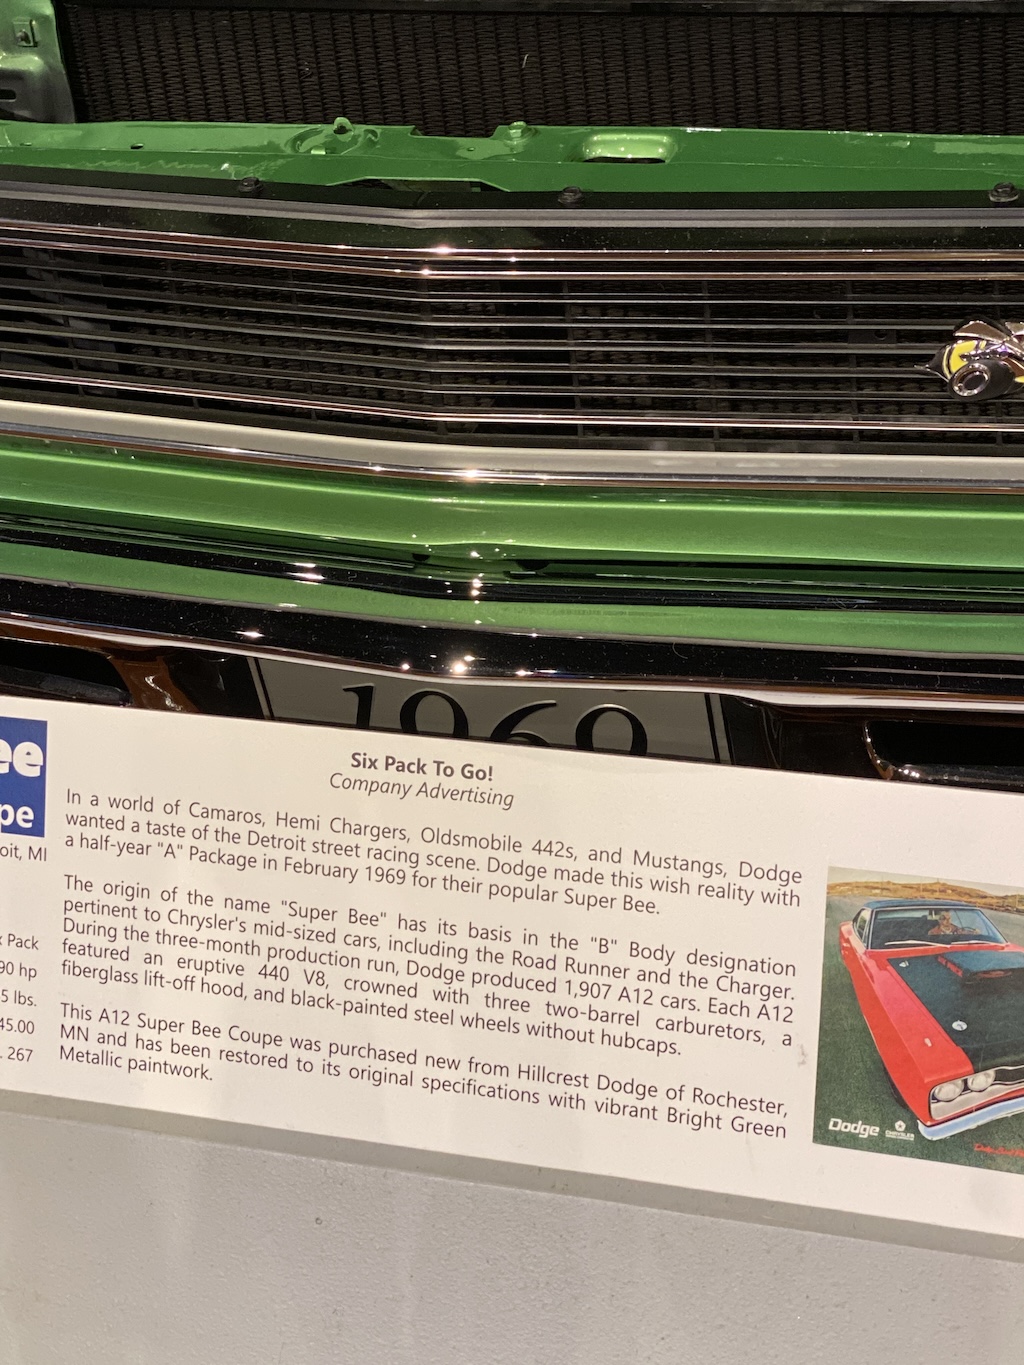 1969
ee
pe
oit, MI
Pack
90 hp
5 lbs.
45.00
. 267
Six Pack To Go!
Company Advertising
In a world of Camaros, Hemi Chargers, Oldsmobile 442s, and Mustangs, Dodge
wanted a taste of the Detroit street racing scene. Dodge made this wish reality with
a half-year "A" Package in February 1969 for their popular Super Bee.
The origin of the name "Super Bee" has its basis in the "B" Body designation
pertinent to Chrysler's mid-sized cars, including the Road Runner and the Charger.
During the three-month production run, Dodge produced 1,907 A12 cars. Each A12
featured an eruptive 440 V8, crowned with three two-barrel carburetors, a
fiberglass lift-off hood, and black-painted steel wheels without hubcaps.
This A12 Super Bee Coupe was purchased new from Hillcrest Dodge of Rochester,
MN and has been restored to its original specifications with vibrant Bright Green
Metallic paintwork.
Dodge